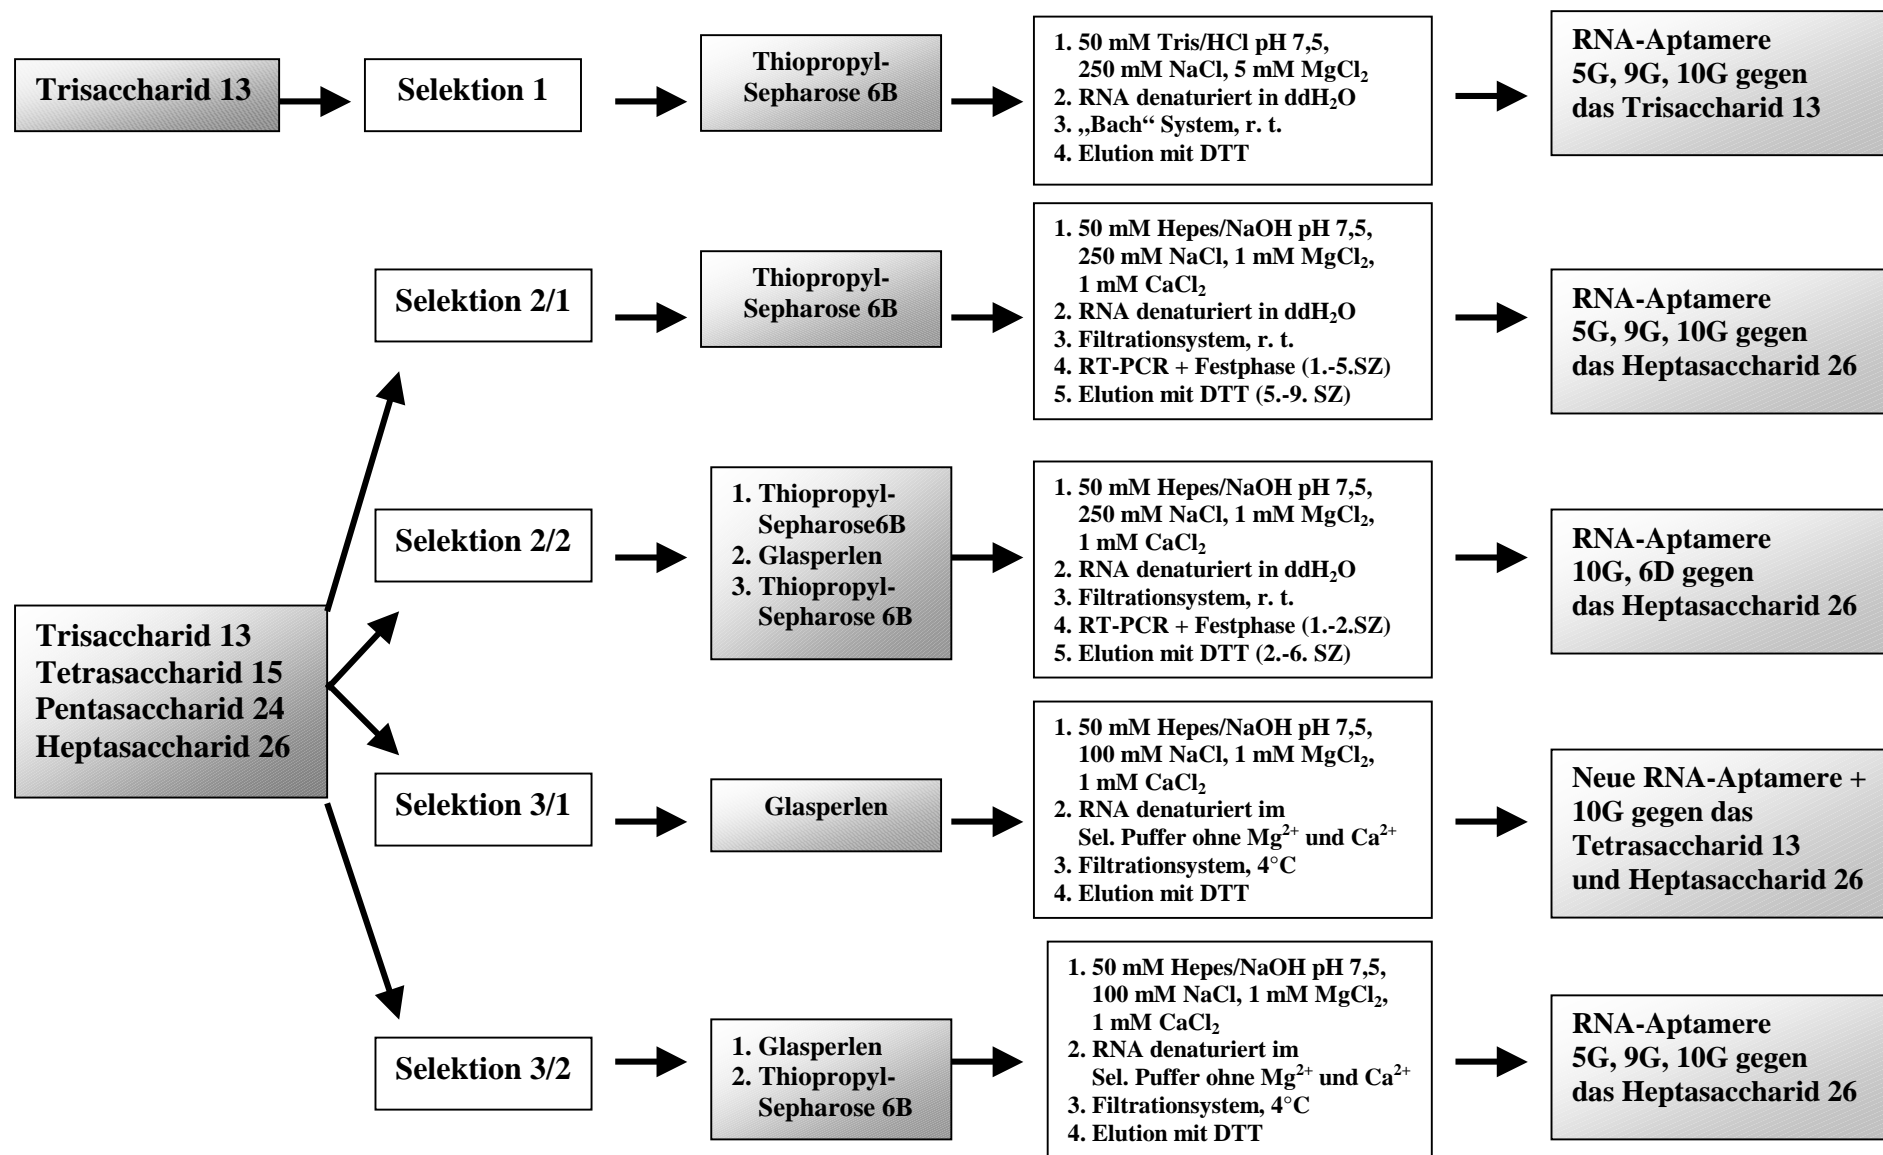 Trisaccharid 13
Selektion 1
Thiopropyl-
Sepharose 6B
1. 50 mM Tris/HCl pH 7,5,
250 mM NaCl, 5 mM MgCl₂
2. RNA denaturiert in ddH₂O
3. „Bach“ System, r. t.
4. Elution mit DTT
RNA-Aptamere
5G, 9G, 10G gegen
das Trisaccharid 13
Trisaccharid 13
Tetrasaccharid 15
Pentasaccharid 24
Heptasaccharid 26
Selektion 2/1
Thiopropyl-
Sepharose 6B
1. 50 mM Hepes/NaOH pH 7,5,
250 mM NaCl, 1 mM MgCl₂,
1 mM CaCl₂
2. RNA denaturiert in ddH₂O
3. Filtrationsystem, r. t.
4. RT-PCR + Festphase (1.-5.SZ)
5. Elution mit DTT (5.-9. SZ)
RNA-Aptamere
5G, 9G, 10G gegen
das Heptasaccharid 26
Selektion 2/2
1. Thiopropyl-
Sepharose6B
2. Glasperlen
3. Thiopropyl-
Sepharose 6B
1. 50 mM Hepes/NaOH pH 7,5,
250 mM NaCl, 1 mM MgCl₂,
1 mM CaCl₂
2. RNA denaturiert in ddH₂O
3. Filtrationsystem, r. t.
4. RT-PCR + Festphase (1.-2.SZ)
5. Elution mit DTT (2.-6. SZ)
RNA-Aptamere
10G, 6D gegen
das Heptasaccharid 26
Selektion 3/1
Glasperlen
1. 50 mM Hepes/NaOH pH 7,5,
100 mM NaCl, 1 mM MgCl₂,
1 mM CaCl₂
2. RNA denaturiert im
Sel. Puffer ohne Mg²⁺ und Ca²⁺
3. Filtrationsystem, 4°C
4. Elution mit DTT
Neue RNA-Aptamere +
10G gegen das
Tetrasaccharid 13
und Heptasaccharid 26
Selektion 3/2
1. Glasperlen
2. Thiopropyl-
Sepharose 6B
1. 50 mM Hepes/NaOH pH 7,5,
100 mM NaCl, 1 mM MgCl₂,
1 mM CaCl₂
2. RNA denaturiert im
Sel. Puffer ohne Mg²⁺ und Ca²⁺
3. Filtrationsystem, 4°C
4. Elution mit DTT
RNA-Aptamere
5G, 9G, 10G gegen
das Heptasaccharid 26